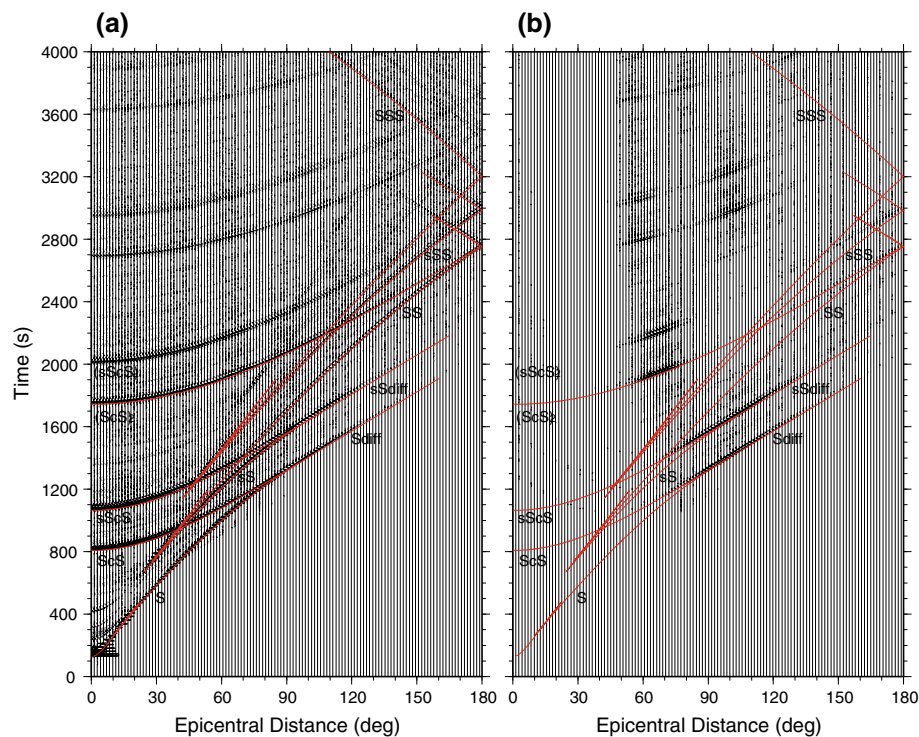 (a)
(b)
4000
3600
3200
2800
2400
2000
1600
1200
800
400
0
Time (s)
SSS
sSS
SS
(sScS)₂
(ScS)₂
sSdiff
Sdiff
sS
sScS
ScS
S
0 30 60 90 120 150 180
Epicentral Distance (deg)
SSS
sSS
SS
(sScS)₂
(ScS)₂
sSdiff
Sdiff
sS
sScS
ScS
S
0 30 60 90 120 150 180
Epicentral Distance (deg)